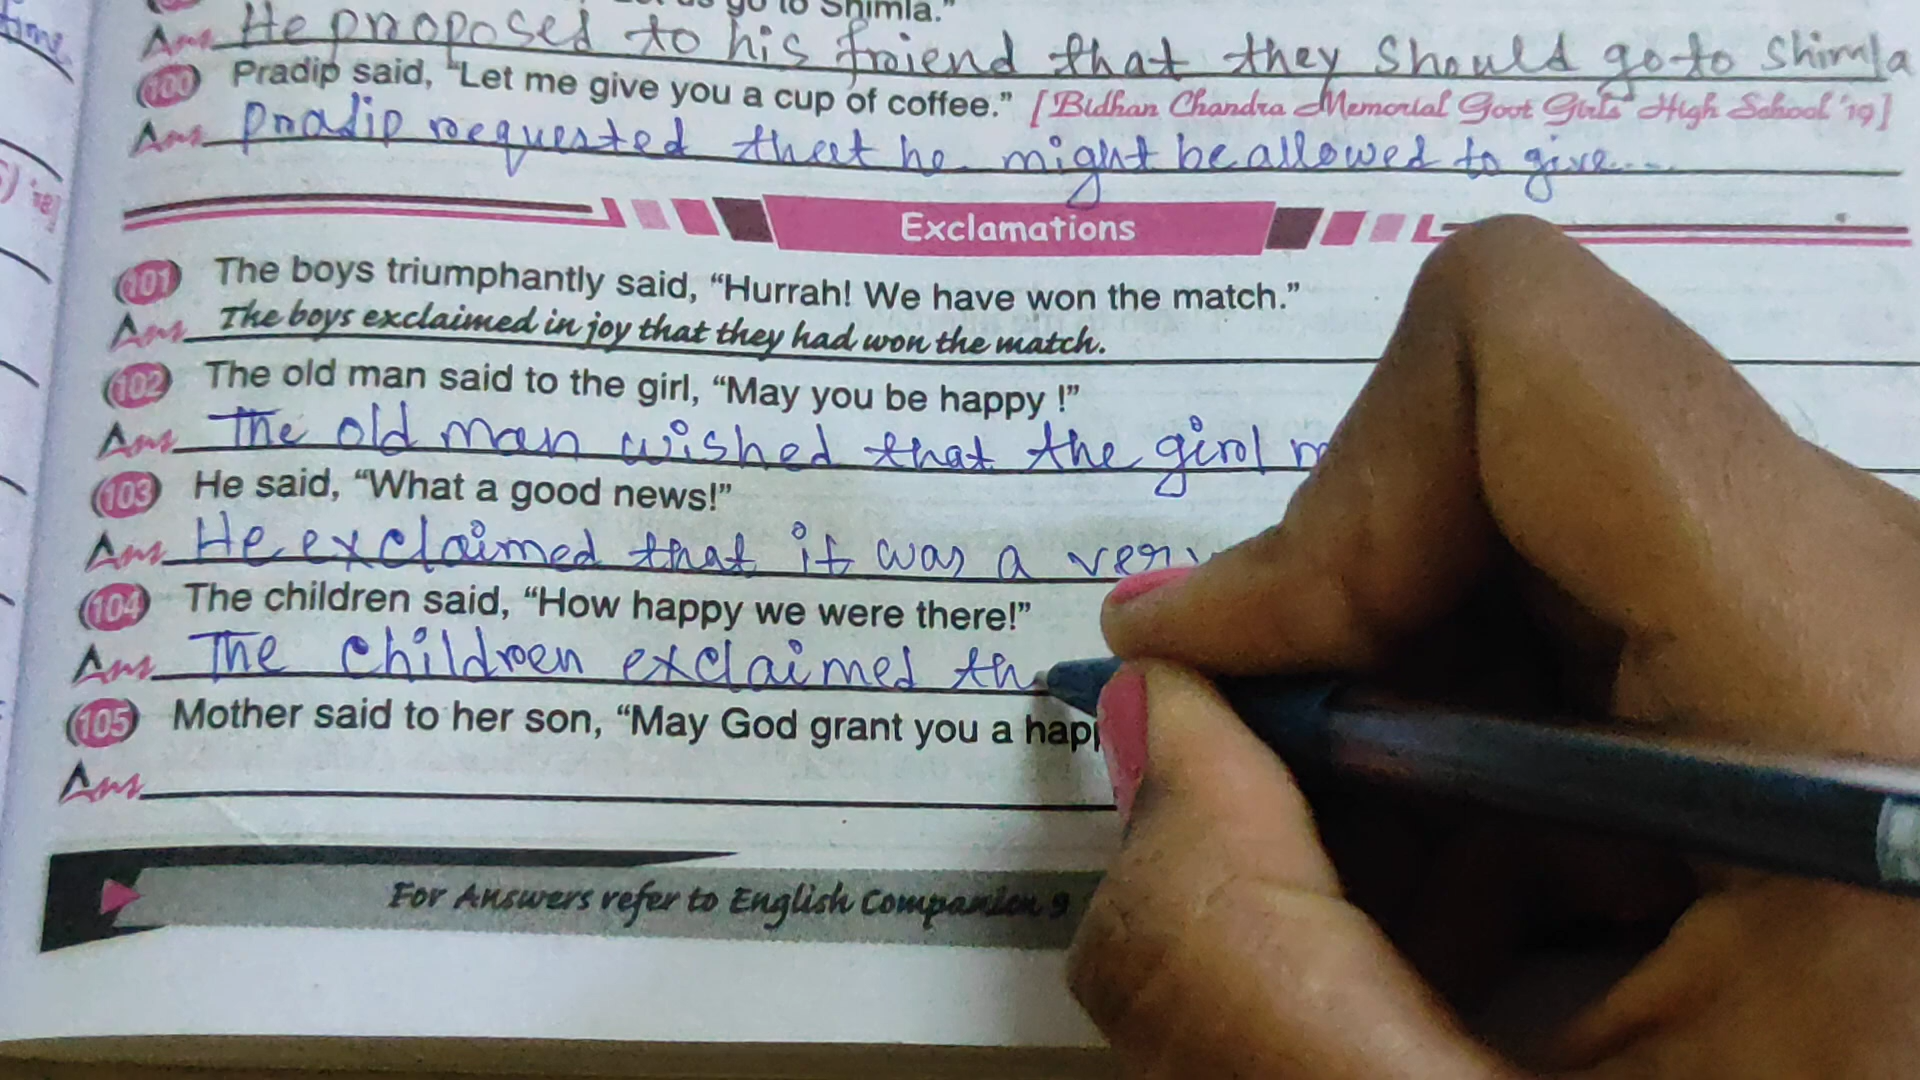 go to Shimla."
Ans He proposed to his friend that they should go to Shimla
100 Pradip said, "Let me give you a cup of coffee." [Bidhan Chandra Memorial Govt Girls' High School '19]
Ans Pradip requested that he might be allowed to give...
Exclamations
101 The boys triumphantly said, "Hurrah! We have won the match."
Ans The boys exclaimed in joy that they had won the match.
102 The old man said to the girl, "May you be happy !"
Ans The old man wished that the girl
103 He said, "What a good news!"
Ans He exclaimed that it was a very
104 The children said, "How happy we were there!"
Ans The children exclaimed th
105 Mother said to her son, "May God grant you a happ
Ans
For Answers refer to English Companion 9